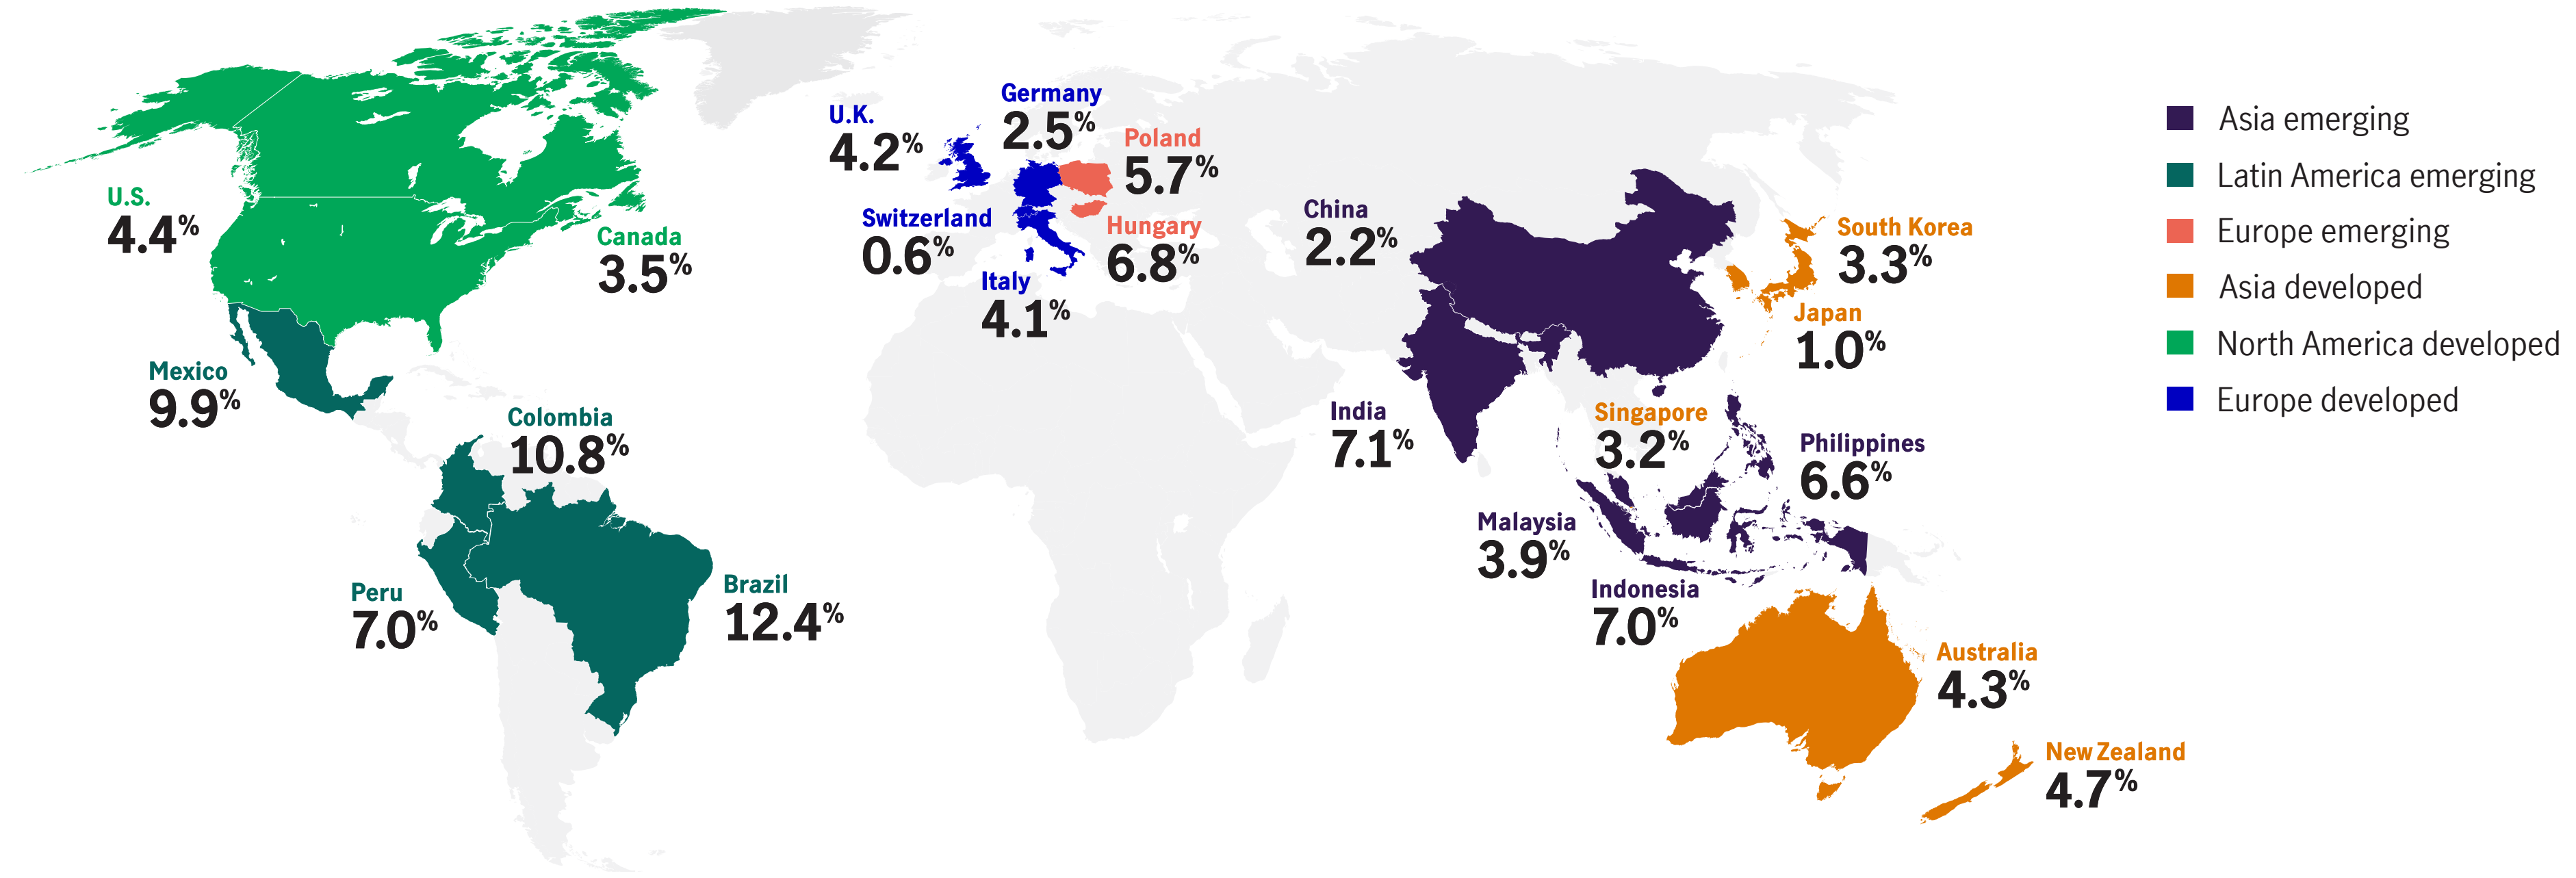 U.S.
4.4%
Canada
3.5%
Mexico
9.9%
Colombia
10.8%
Peru
7.0%
Brazil
12.4%
U.K.
4.2%
Germany
2.5%
Poland
5.7%
Switzerland
0.6%
Hungary
6.8%
Italy
4.1%
China
2.2%
South Korea
3.3%
Japan
1.0%
India
7.1%
Singapore
3.2%
Philippines
6.6%
Malaysia
3.9%
Indonesia
7.0%
Australia
4.3%
New Zealand
4.7%
Asia emerging
Latin America emerging
Europe emerging
Asia developed
North America developed
Europe developed